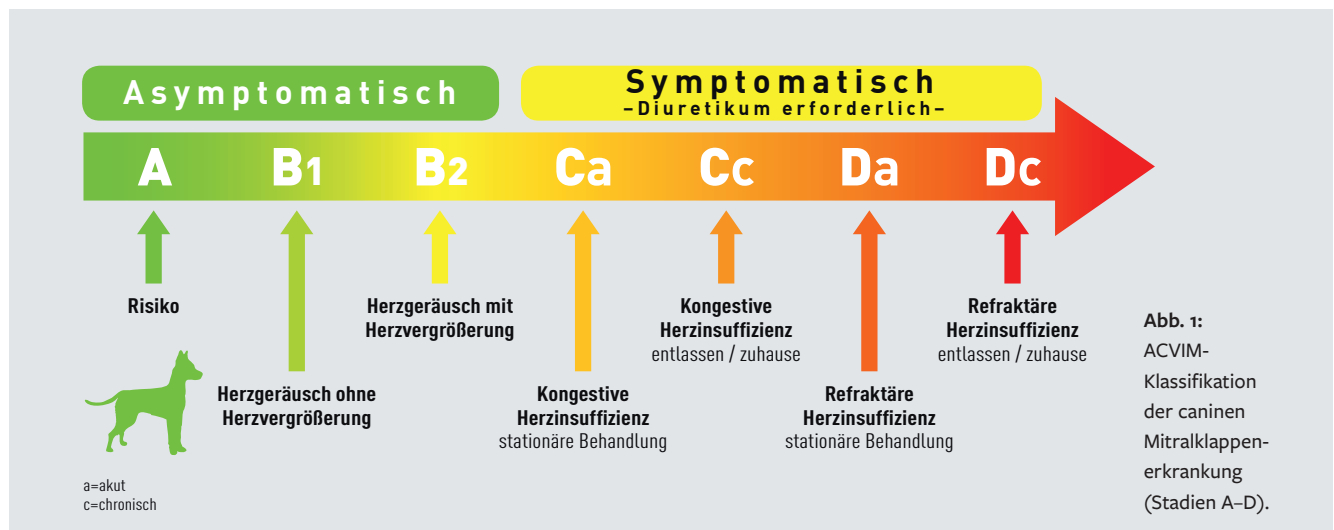 Asymptomatisch
Symptomatisch
–Diuretikum erforderlich–
A
B1
B2
Ca
Cc
Da
Dc
Risiko
Herzgeräusch ohne
Herzvergrößerung
Herzgeräusch mit
Herzvergrößerung
Kongestive
Herzinsuffizienz
stationäre Behandlung
Kongestive
Herzinsuffizienz
entlassen / zuhause
Refraktäre
Herzinsuffizienz
stationäre Behandlung
Refraktäre
Herzinsuffizienz
entlassen / zuhause
a=akut
c=chronisch
Abb. 1:
ACVIM-
Klassifikation
der caninen
Mitralklappen-
erkrankung
(Stadien A–D).